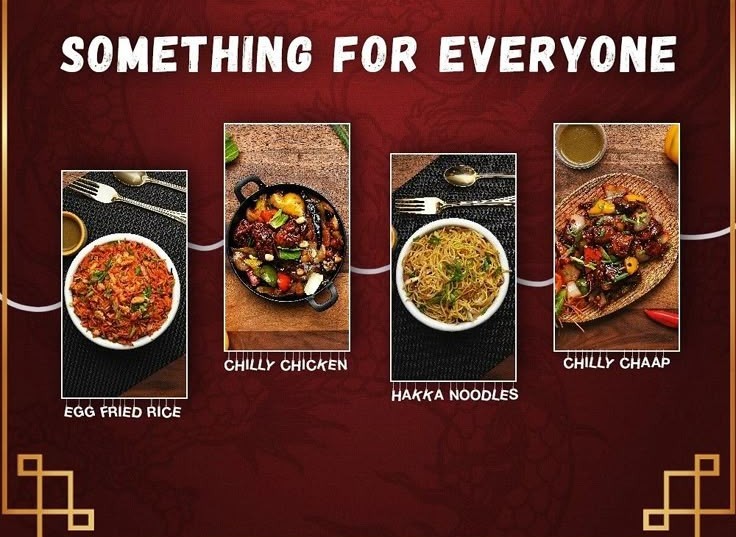 SOMETHING FOR EVERYONE
EGG FRIED RICE
CHILLY CHICKEN
HAKKA NOODLES
CHILLY CHAAP